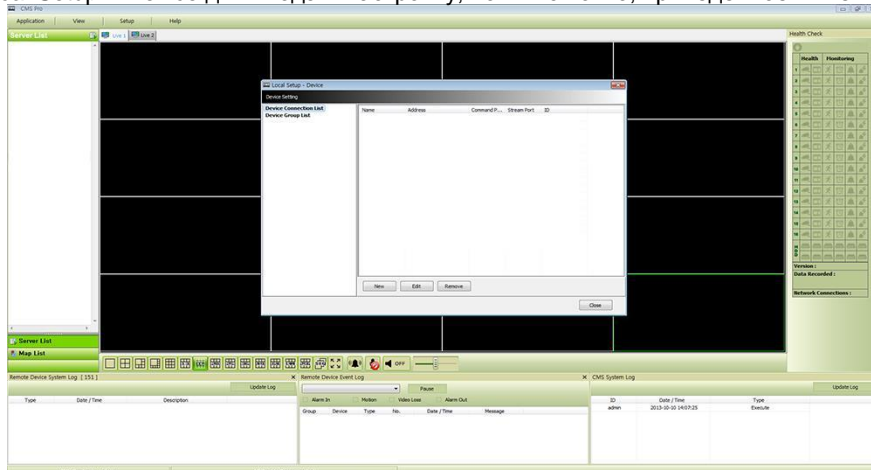 CMS Pro
Application View Setup Help
Server List
Live 1 Live 2
Health Check
Health Monitoring
Local Setup - Device
Device Setting
Device Connection List
Device Group List
Name Address Command P... Stream Port ID
New Edit Remove
Close
Version :
Data Recorded :
Network Connections :
Server List
Map List
OFF
Remote Device System Log [ 151 ]
Remote Device Event Log
CMS System Log
Update Log
Pause
Update Log
Alarm In Motion Video Loss Alarm Out
Type Date / Time Description
Group Device Type No. Date / Time Message
ID Date / Time Type
admin 2013-10-10 14:07:25 Execute